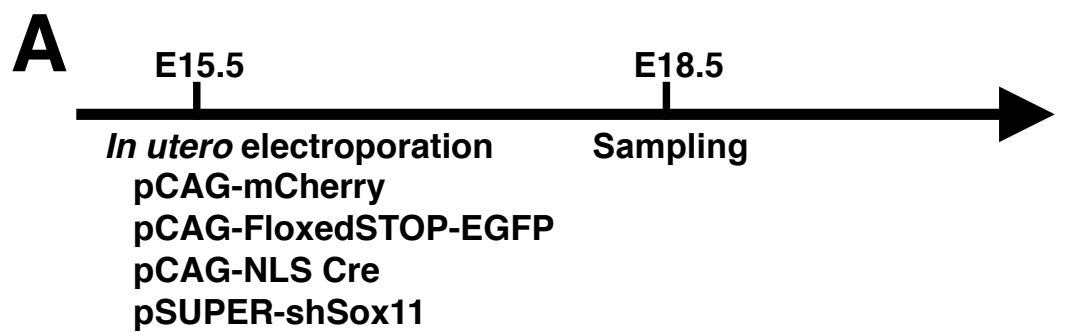 A
E15.5 E18.5
In utero electroporation Sampling
pCAG-mCherry
pCAG-FloxedSTOP-EGFP
pCAG-NLS Cre
pSUPER-shSox11